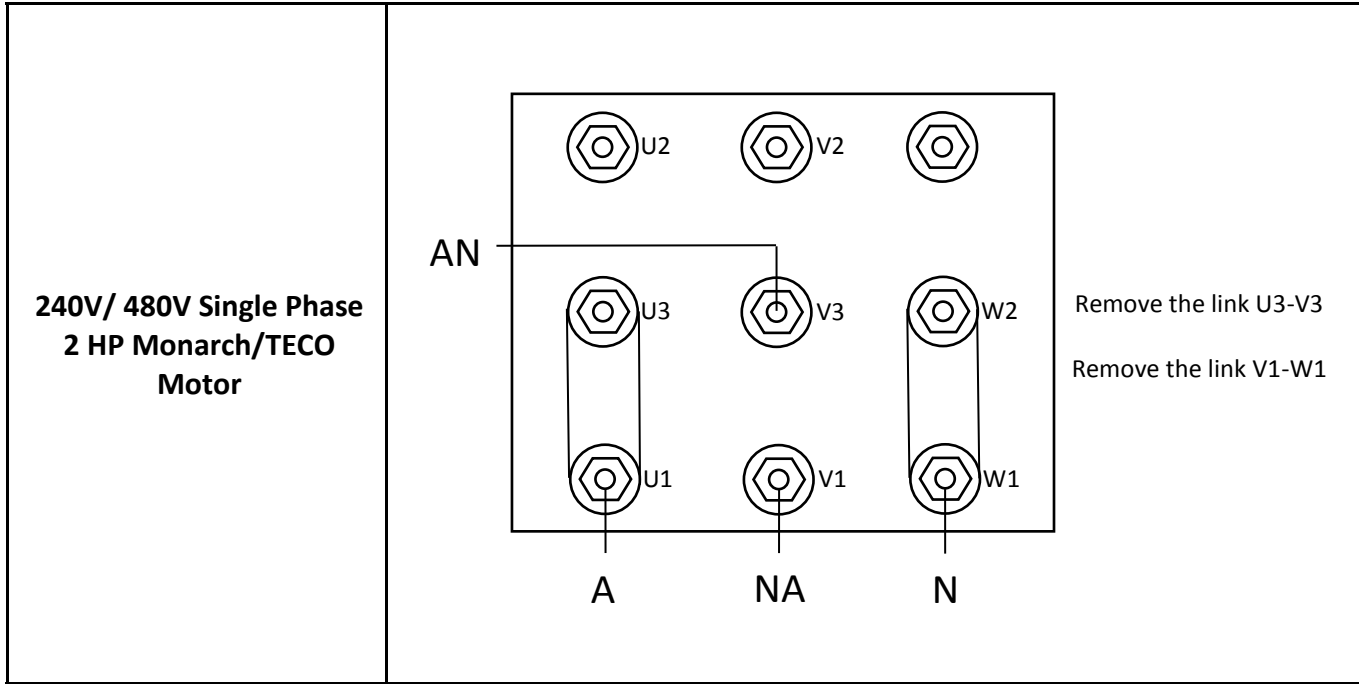 240V/ 480V Single Phase
2 HP Monarch/TECO
Motor
U2
V2
AN
U3
V3
W2
Remove the link U3-V3
Remove the link V1-W1
U1
V1
W1
A
NA
N